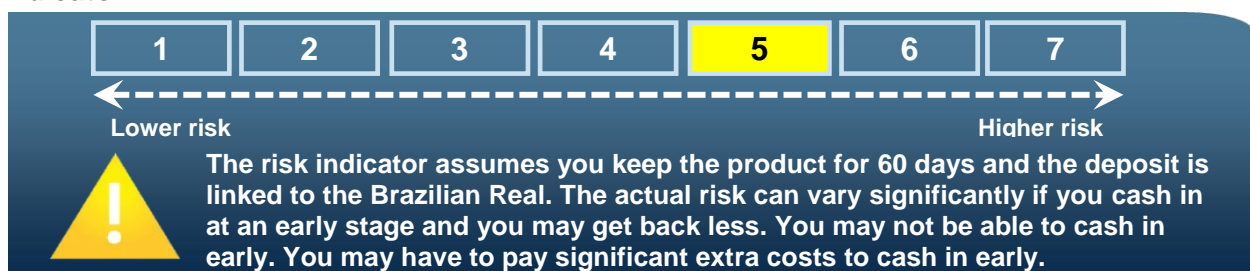 1 2 3 4 5 6 7
Lower risk Higher risk
The risk indicator assumes you keep the product for 60 days and the deposit is
linked to the Brazilian Real. The actual risk can vary significantly if you cash in
at an early stage and you may get back less. You may not be able to cash in
early. You may have to pay significant extra costs to cash in early.